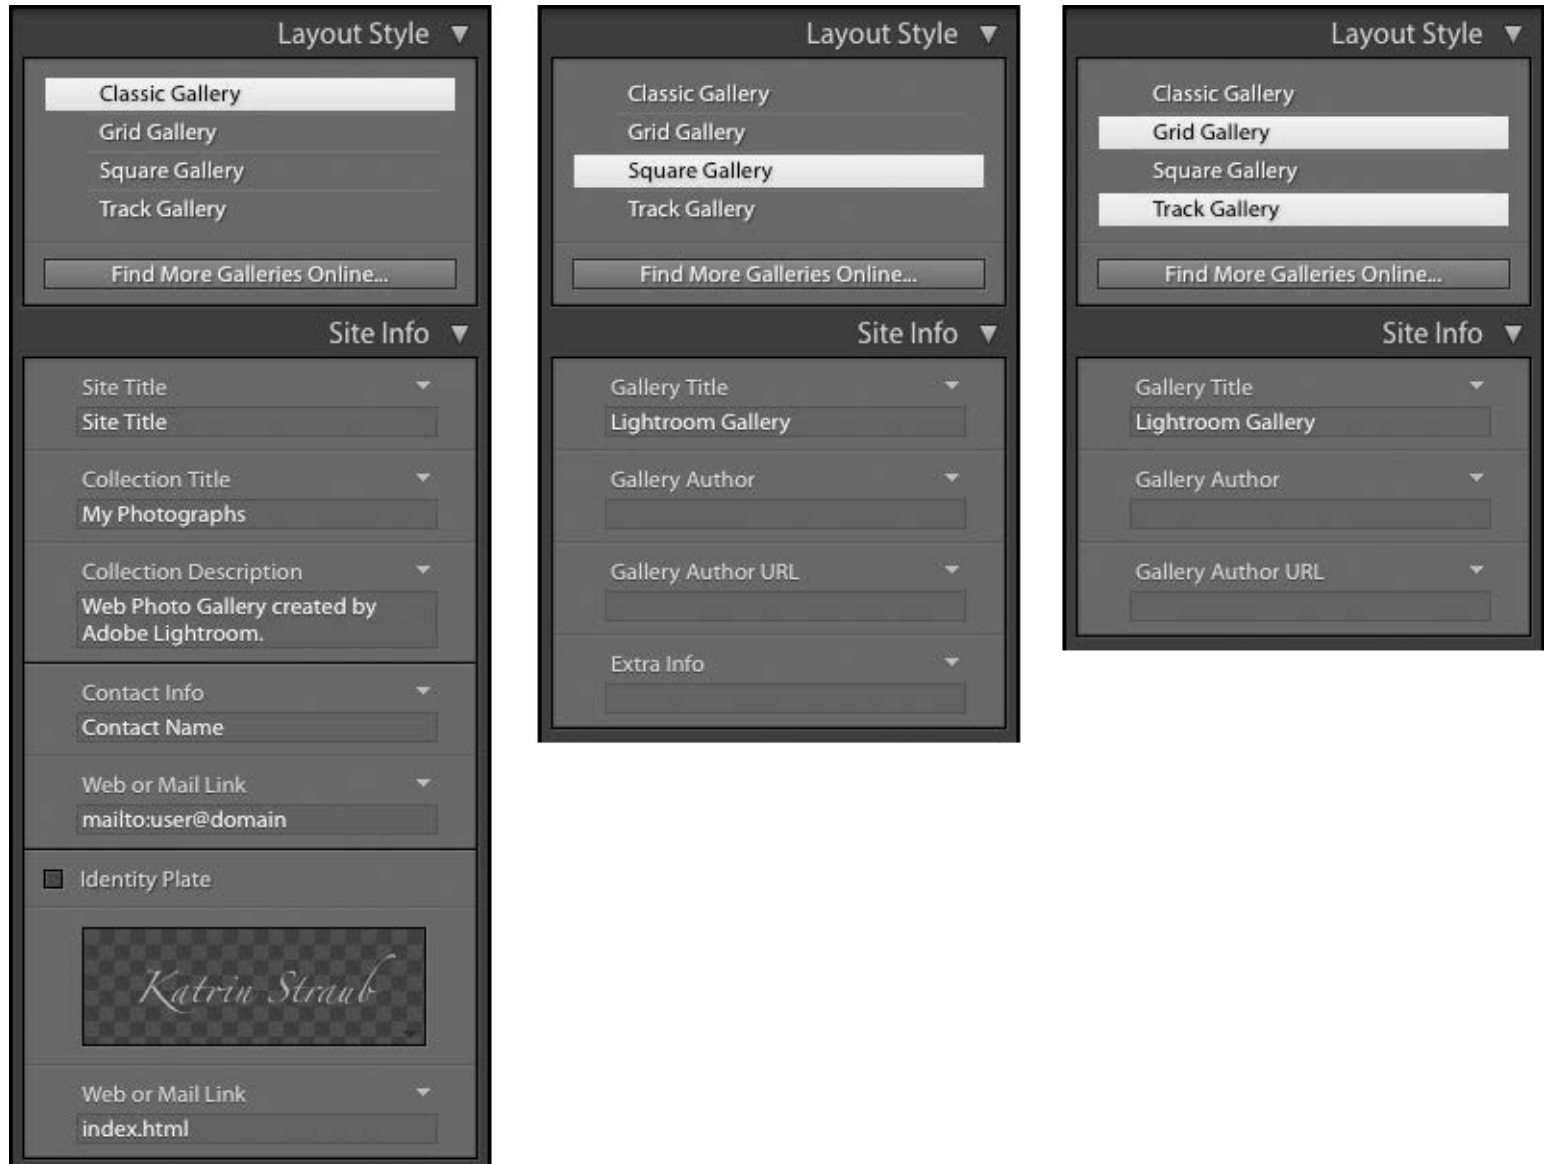 Layout Style
Classic Gallery
Grid Gallery
Square Gallery
Track Gallery
Find More Galleries Online...
Site Info
Site Title
Site Title
Collection Title
My Photographs
Collection Description
Web Photo Gallery created by
Adobe Lightroom.
Contact Info
Contact Name
Web or Mail Link
mailto:user@domain
Identity Plate
Katrin Straub
Web or Mail Link
index.html
Layout Style
Classic Gallery
Grid Gallery
Square Gallery
Track Gallery
Find More Galleries Online...
Site Info
Gallery Title
Lightroom Gallery
Gallery Author
Gallery Author URL
Extra Info
Layout Style
Classic Gallery
Grid Gallery
Square Gallery
Track Gallery
Find More Galleries Online...
Site Info
Gallery Title
Lightroom Gallery
Gallery Author
Gallery Author URL